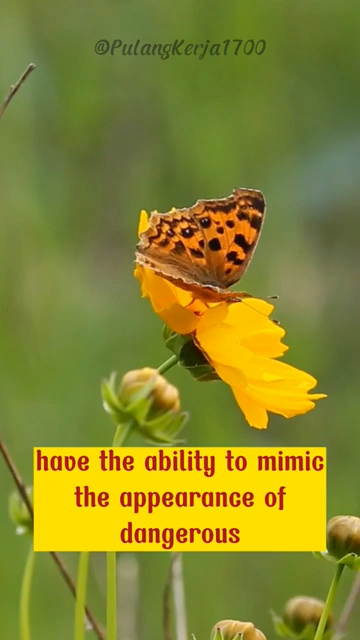 @PulangKerja1700
have the ability to mimic
the appearance of
dangerous